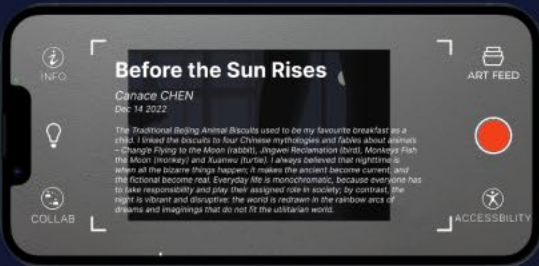 INFO
COLLAB
Before the Sun Rises
Canace CHEN
Dec 14 2022
The Traditional Beijing Animal Biscuits used to be my favourite breakfast as a
child. I linked the biscuits to four Chinese mythologies and fables about animals
– Chang'e Flying to the Moon (rabbit), Jingwei Reclamation (bird), Monkeys Fish
the Moon (monkey) and Xuanwu (turtle). I always believed that nighttime is
when all the bizarre things happen; it makes the ancient become current, and
the fictional become real. Everyday life is monochromatic, because everyone has
to take responsibility and play their assigned role in society; by contrast, the
night is vibrant and disruptive: the world is redrawn in the rainbow arcs of
dreams and imaginings that do not fit the utilitarian world.
ART FEED
ACCESSBILITY